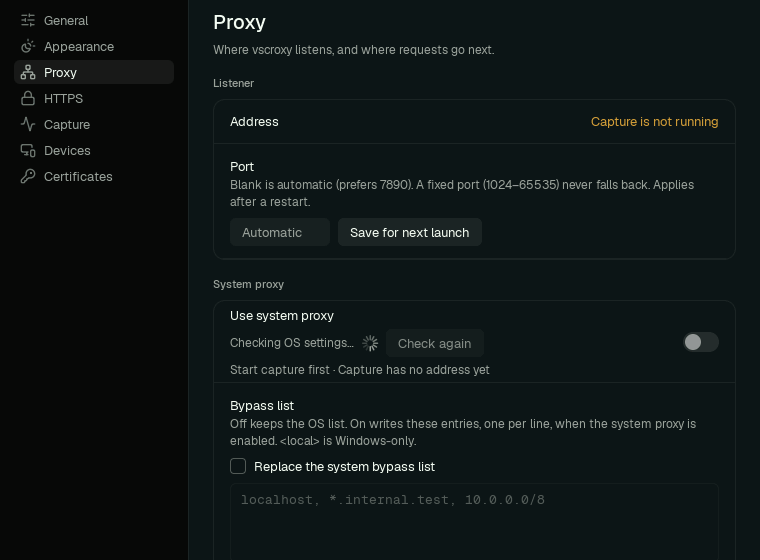 General
Appearance
Proxy
HTTPS
Capture
Devices
Certificates
Proxy
Where vscroxy listens, and where requests go next.
Listener
Address
Capture is not running
Port
Blank is automatic (prefers 7890). A fixed port (1024–65535) never falls back. Applies
after a restart.
Automatic
Save for next launch
System proxy
Use system proxy
Checking OS settings…
Check again
Start capture first · Capture has no address yet
Bypass list
Off keeps the OS list. On writes these entries, one per line, when the system proxy is
enabled. <local> is Windows-only.
Replace the system bypass list
localhost, *.internal.test, 10.0.0.0/8